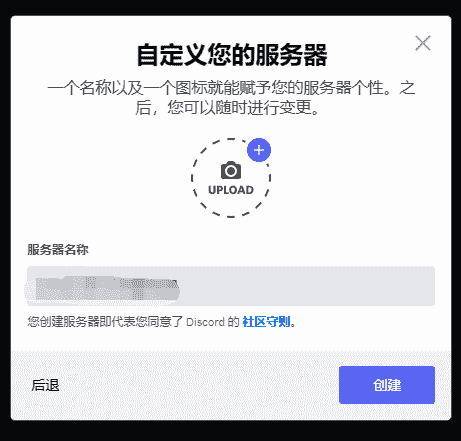 自定义您的服务器
一个名称以及一个图标就能赋予您的服务器个性。之
后，您可以随时进行变更。
UPLOAD
服务器名称
您创建服务器即代表您同意了 Discord 的 社区守则。
后退
创建